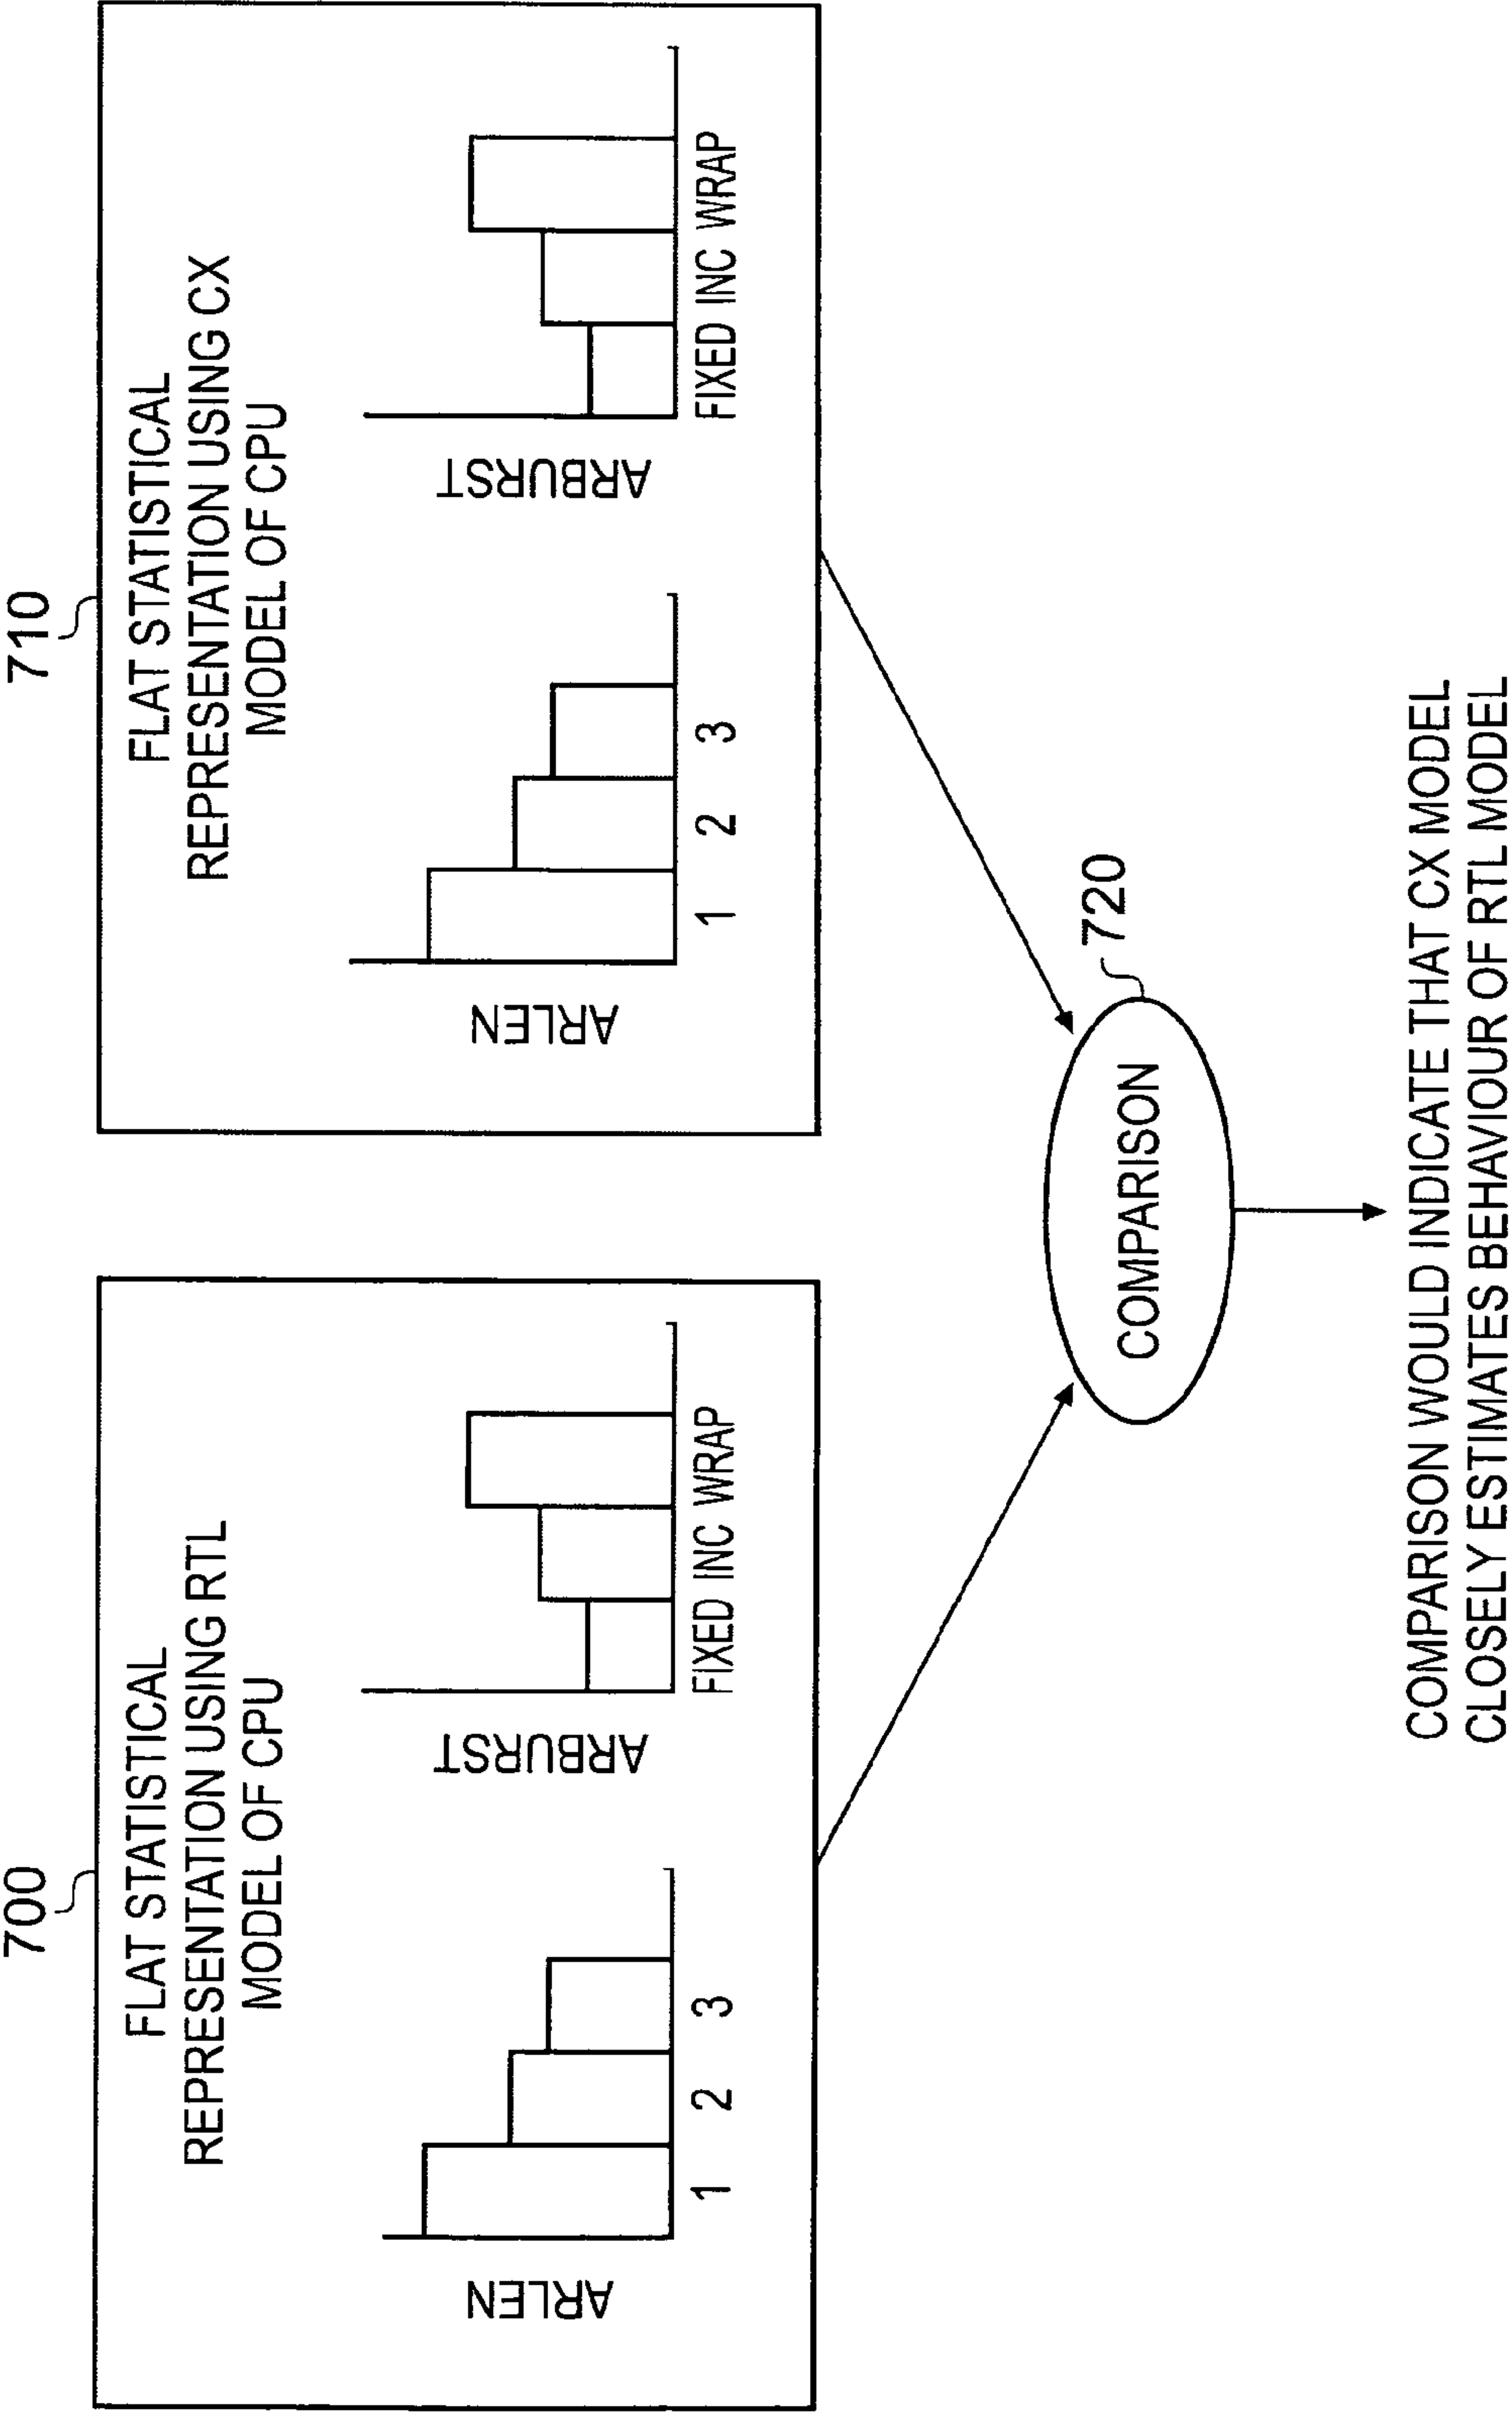 700
FLAT STATISTICAL
REPRESENTATION USING RTL
MODEL OF CPU
ARLEN
1 2 3
ARBURST
FIXED INC WRAP
710
FLAT STATISTICAL
REPRESENTATION USING CX
MODEL OF CPU
ARLEN
1 2 3
ARBURST
FIXED INC WRAP
COMPARISON
720
COMPARISON WOULD INDICATE THAT CX MODEL
CLOSELY ESTIMATES BEHAVIOUR OF RTL MODEL